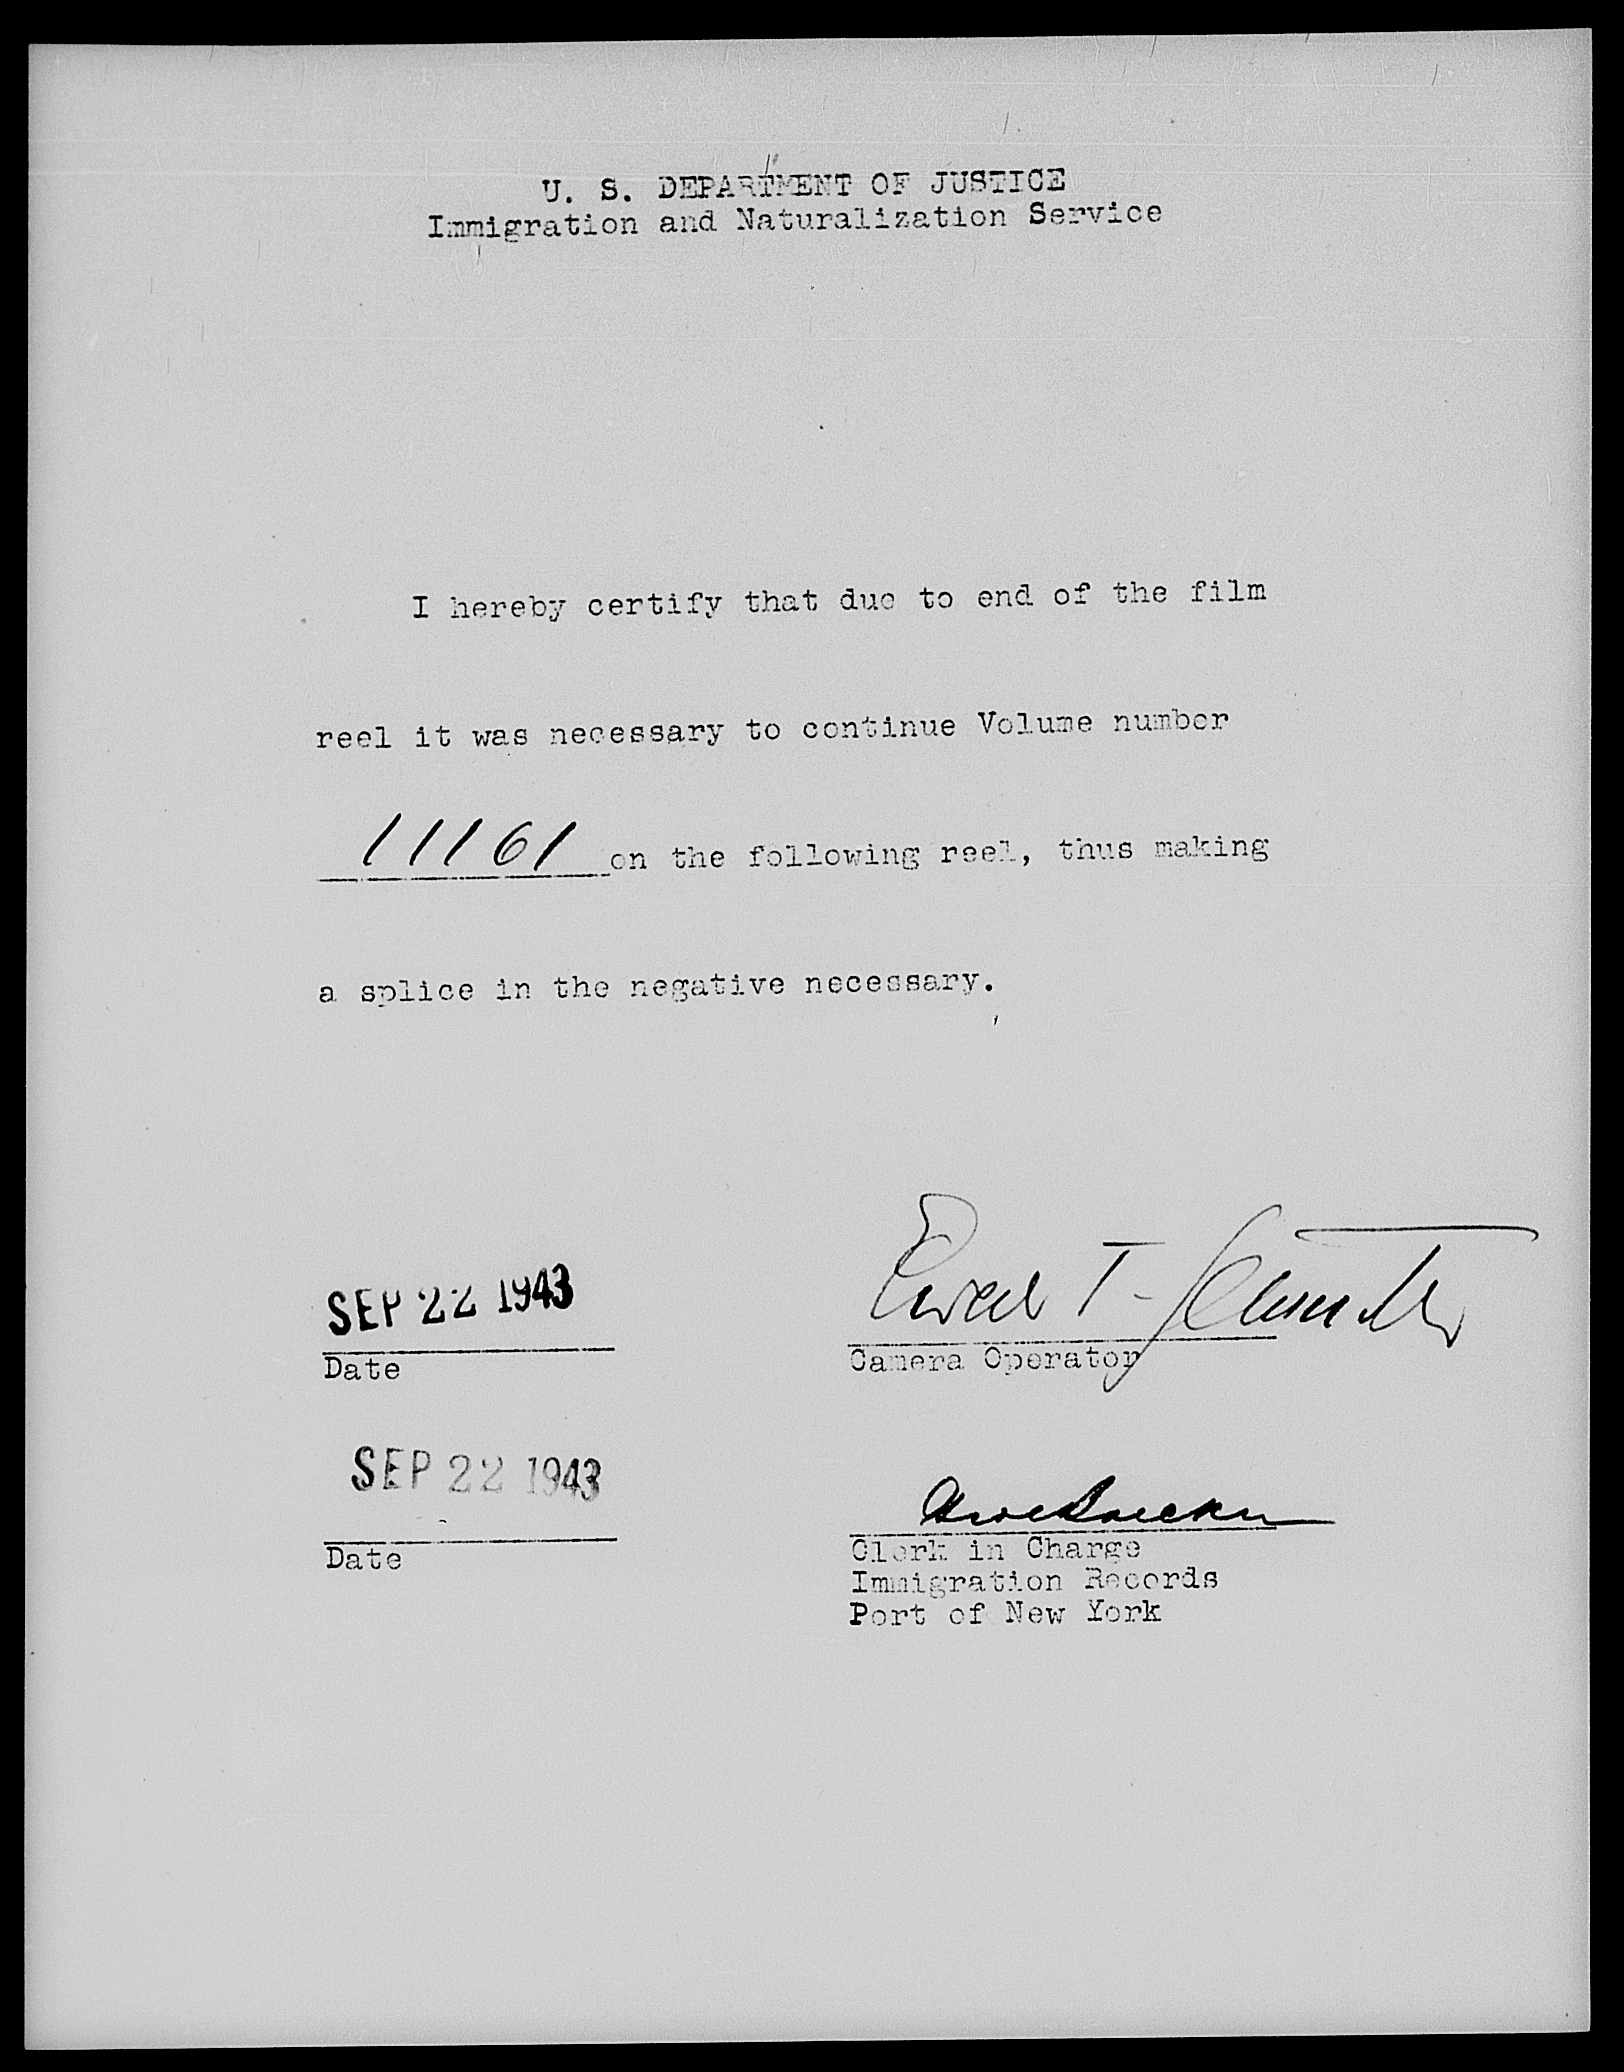 U. S. DEPARTMENT OF JUSTICE
Immigration and Naturalization Service
I hereby certify that due to end of the film
reel it was necessary to continue Volume number
11161 on the following reel, thus making
a splice in the negative necessary.
SEP 22 1943
T.
Date
Camera Operator
SEP 22 1943
Date
Clerk in Charge
Immigration Records
Port of New York